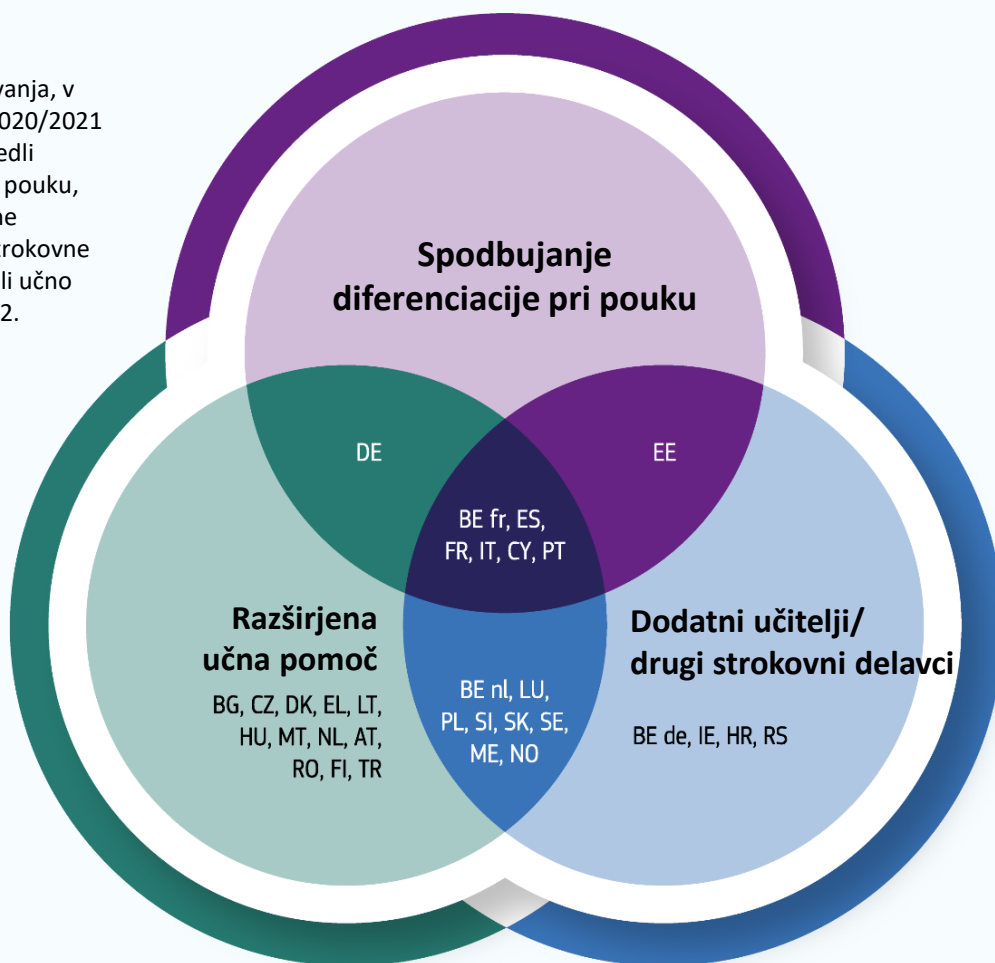 vanja, v
2020/2021
edli
pouku,
ne
strokovne
li učno
2.
Spodbujanje
diferenciacije pri pouku
DE
EE
BE fr, ES,
FR, IT, CY, PT
Razširjena
učna pomoč
BG, CZ, DK, EL, LT,
HU, MT, NL, AT,
RO, FI, TR
BE nl, LU,
PL, SI, SK, SE,
ME, NO
Dodatni učitelji/
drugi strokovni delavci
BE de, IE, HR, RS